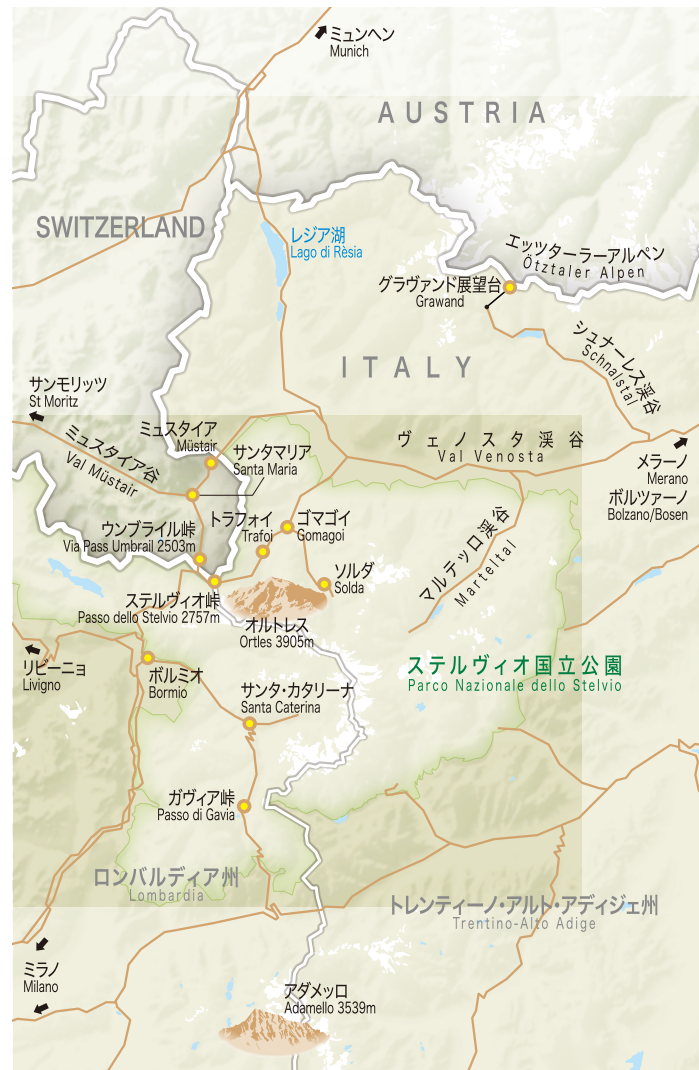 ミュンヘン
Munich
AUSTRIA
SWITZERLAND
レジア湖
Lago di Rèsia
エッツターラーアルペン
Ötztaler Alpen
グラヴァンド展望台
Grawand
シュナーレス渓谷
Schnalstal
ITALY
サンモリッツ
St Moritz
ミュスタイア谷
Val Müstair
ミュスタイア
Müstair
サンタマリア
Santa Maria
ヴェノスタ渓谷
Val Venosta
メラーノ
Merano
ボルツァーノ
Bolzano/Bosen
ウンブライル峠
Via Pass Umbrail 2503m
トラフォイ
Trafoi
ゴマゴイ
Gomagoi
マルテッロ渓谷
Marteltal
ソルダ
Solda
ステルヴィオ峠
Passo dello Stelvio 2757m
オルトレス
Ortles 3905m
リビーニョ
Livigno
ボルミオ
Bormio
ステルヴィオ国立公園
Parco Nazionale dello Stelvio
サンタ・カタリーナ
Santa Caterina
ガヴィア峠
Passo di Gavia
ロンバルディア州
Lombardia
トレンティーノ・アルト・アディジェ州
Trentino-Alto Adige
ミラノ
Milano
アダメッロ
Adamello 3539m